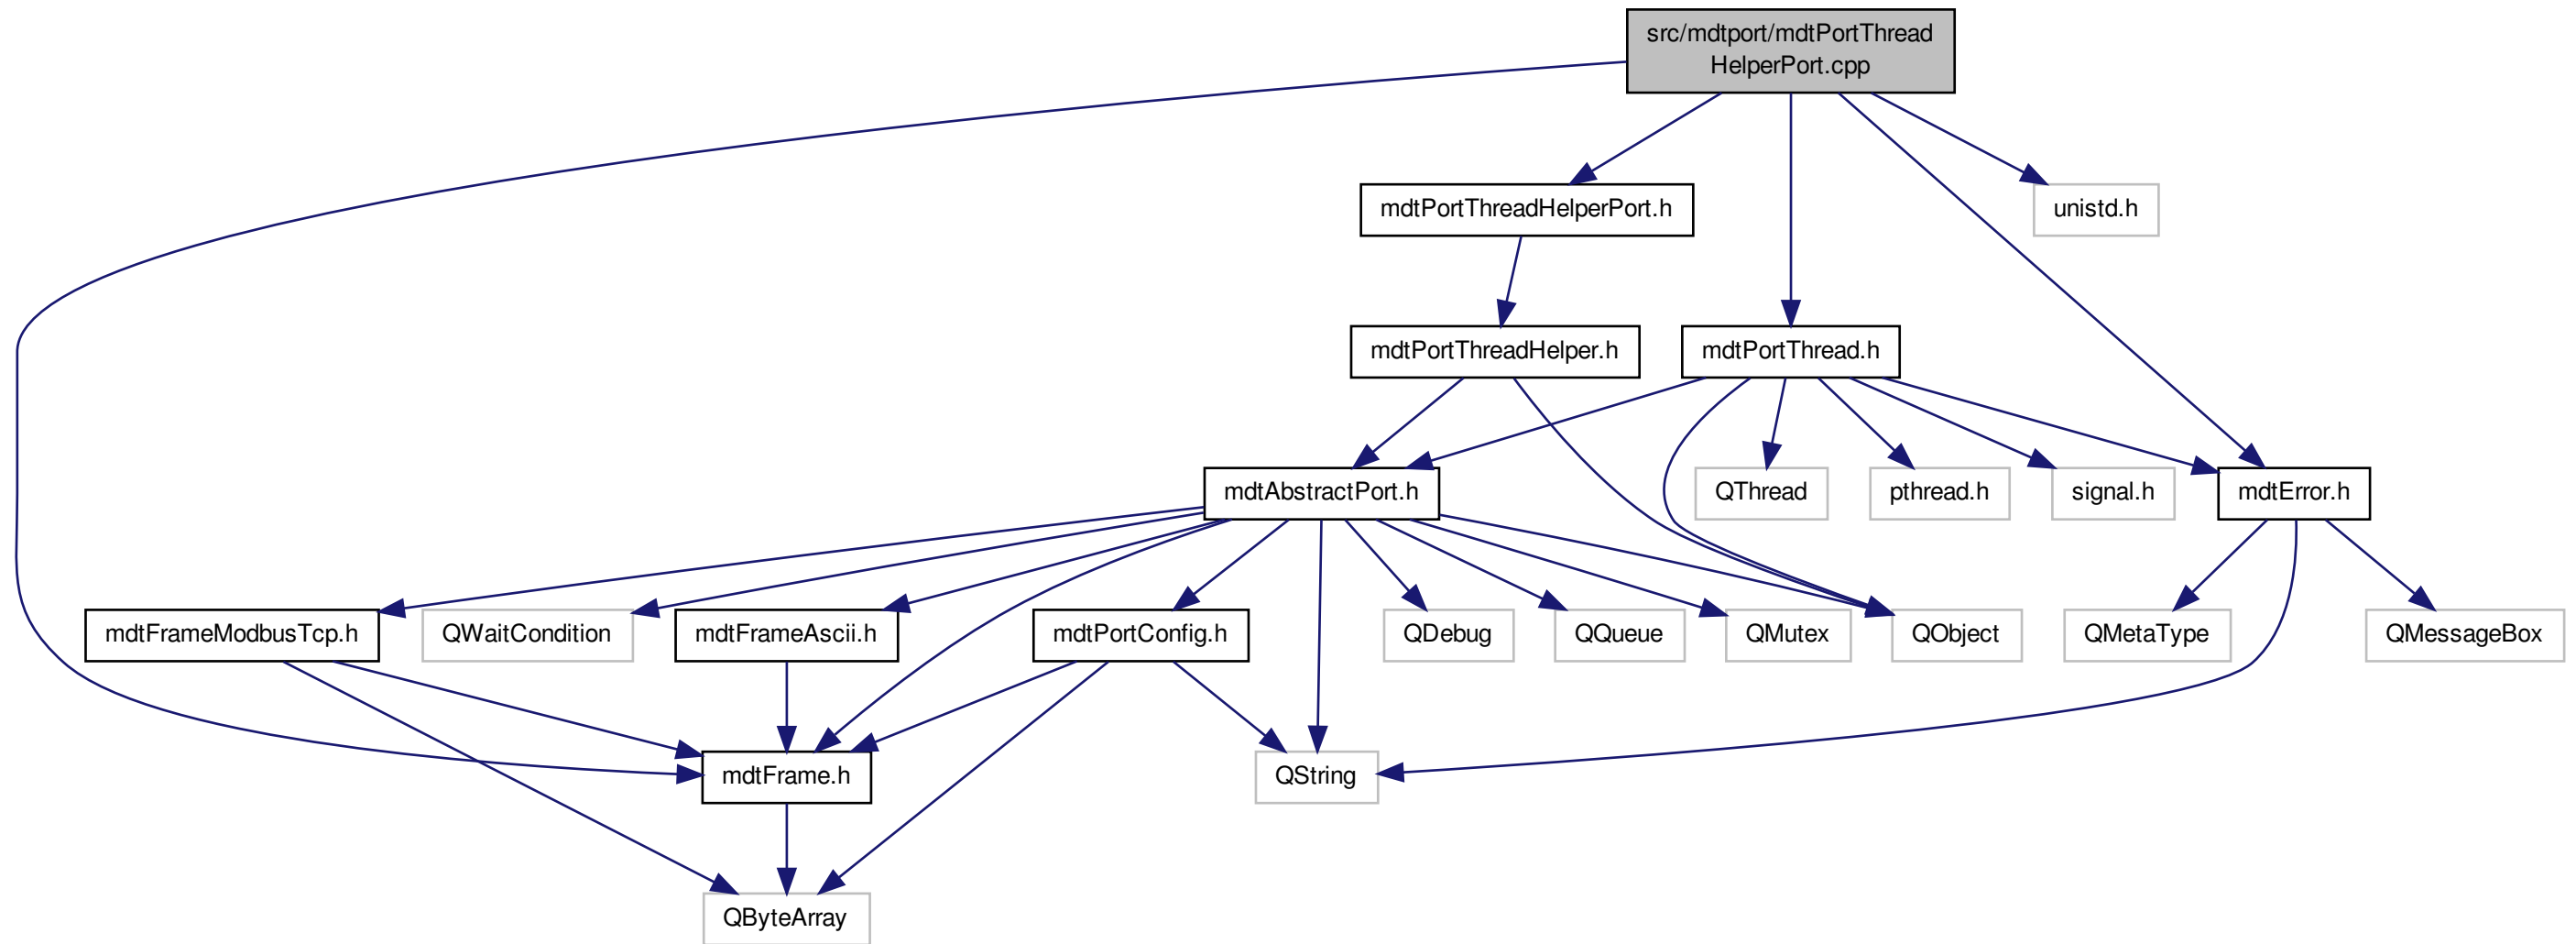 src/mdtport/mdtPortThread
HelperPort.cpp
mdtPortThreadHelperPort.h
unistd.h
mdtPortThreadHelper.h
mdtPortThread.h
mdtAbstractPort.h
QThread
pthread.h
signal.h
mdtError.h
mdtFrameModbusTcp.h
QWaitCondition
mdtFrameAscii.h
mdtPortConfig.h
QDebug
QQueue
QMutex
QObject
QMetaType
QMessageBox
mdtFrame.h
QString
QByteArray